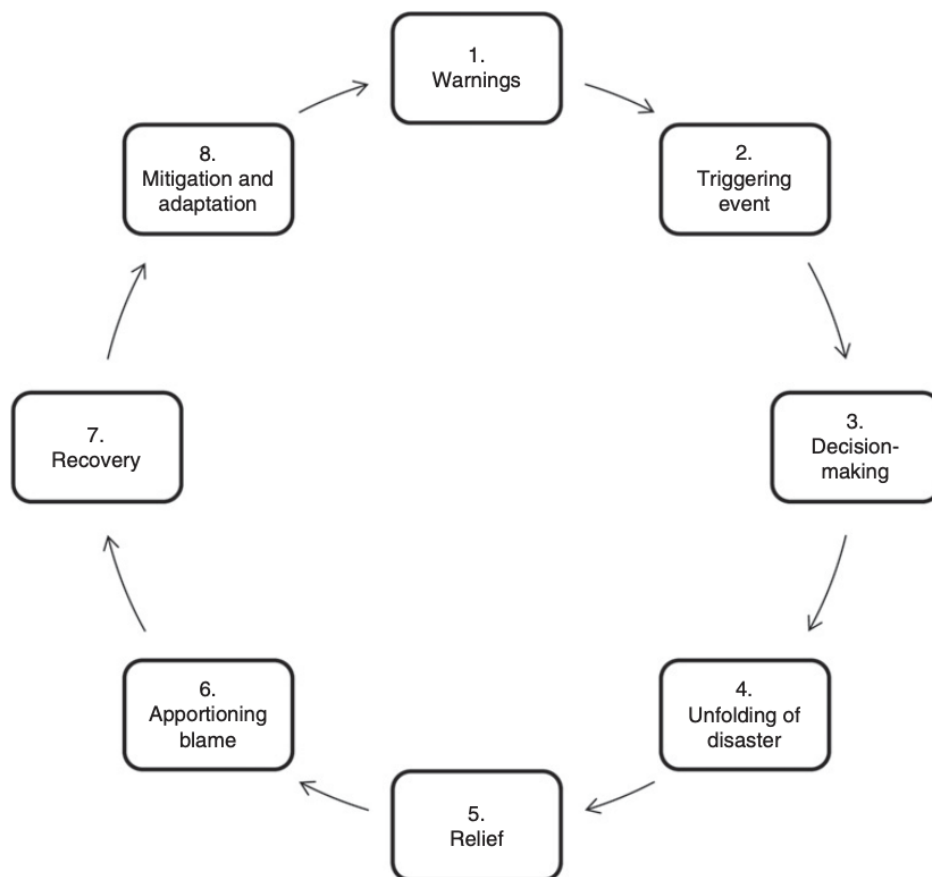 1.
Warnings
2.
Triggering
event
3.
Decision-
making
4.
Unfolding of
disaster
5.
Relief
6.
Apportioning
blame
7.
Recovery
8.
Mitigation and
adaptation